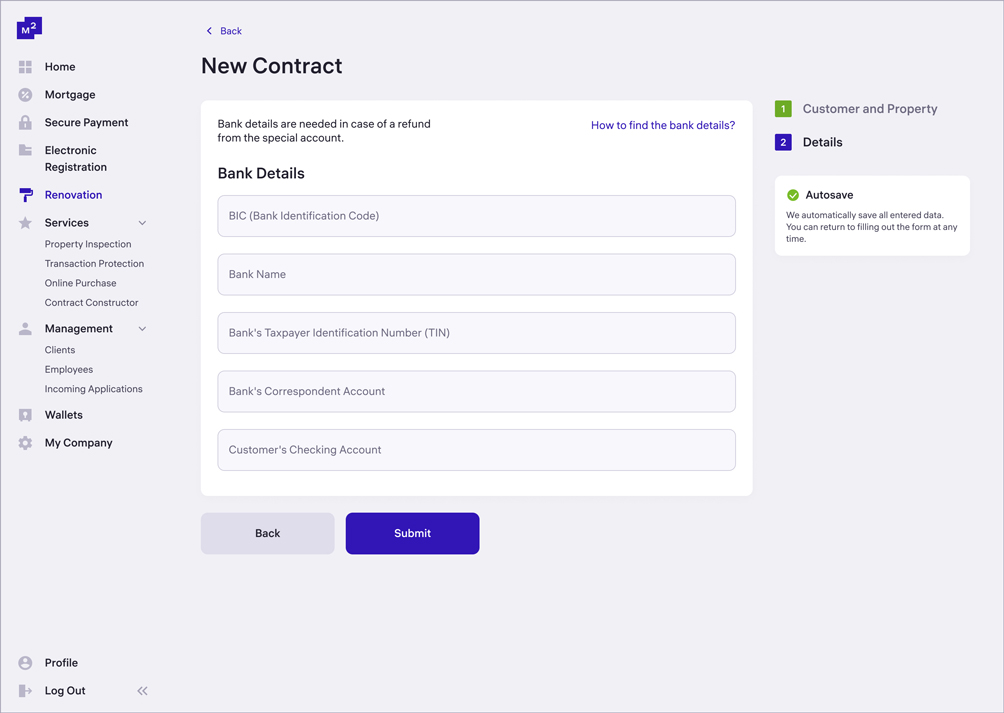 M2
Home
Mortgage
Secure Payment
Electronic
Registration
Renovation
Services
Property Inspection
Transaction Protection
Online Purchase
Contract Constructor
Management
Clients
Employees
Incoming Applications
Wallets
My Company
Profile
Log Out
Back
New Contract
Bank details are needed in case of a refund
from the special account.
How to find the bank details?
Bank Details
BIC (Bank Identification Code)
Bank Name
Bank's Taxpayer Identification Number (TIN)
Bank's Correspondent Account
Customer's Checking Account
Back
Submit
1 Customer and Property
2 Details
Autosave
We automatically save all entered data.
You can return to filling out the form at any
time.